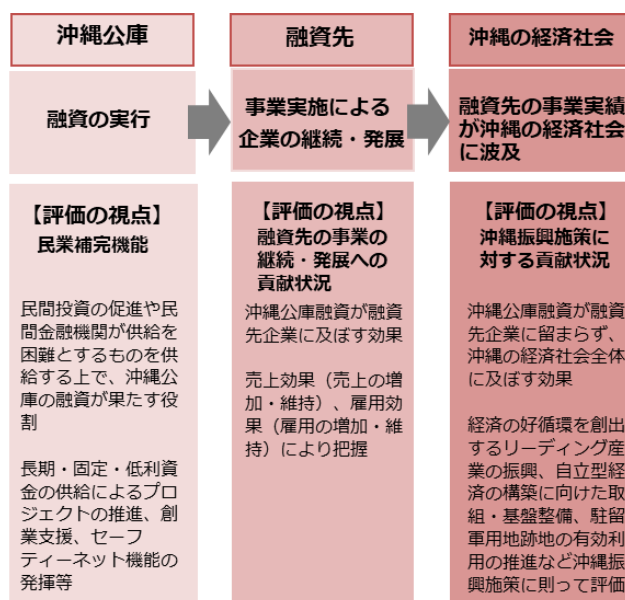 沖縄公庫
融資の実行
【評価の視点】
民業補完機能
民間投資の促進や民
間金融機関が供給を
困難とするものを供
給する上で、沖縄公
庫の融資が果たす役
割
長期・固定・低利資
金の供給によるプロ
ジェクトの推進、創
業支援、セーフ
ティーネット機能の
発揮等
融資先
事業実施による
企業の継続・発展
【評価の視点】
融資先の事業の
継続・発展への
貢献状況
沖縄公庫融資が融資
先企業に及ぼす効果
売上効果（売上の増
加・維持）、雇用効
果（雇用の増加・維
持）により把握
沖縄の経済社会
融資先の事業実績
が沖縄の経済社会
に波及
【評価の視点】
沖縄振興施策に
対する貢献状況
沖縄公庫融資が融資
先企業に留まらず、
沖縄の経済社会全体
に及ぼす効果
経済の好循環を創出
するリーディング産
業の振興、自立型経
済の構築に向けた取
組・基盤整備、駐留
軍用地跡地の有効利
用の推進など沖縄振
興施策に則って評価